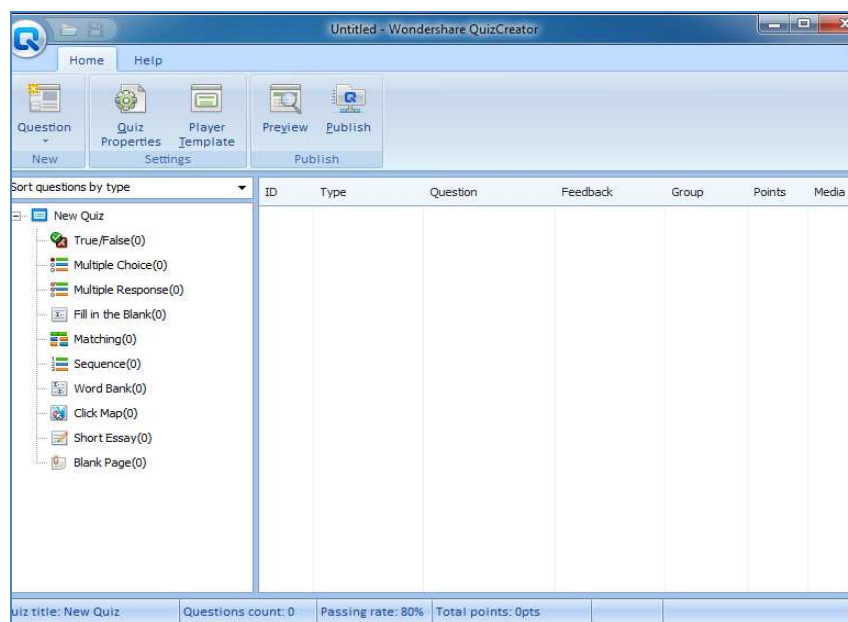 Untitled - Wondershare QuizCreator
Home Help
Question Quiz Properties Player Template Preview Publish
New Settings Publish
Sort questions by type
ID Type Question Feedback Group Points Media
New Quiz
True/False(0)
Multiple Choice(0)
Multiple Response(0)
Fill in the Blank(0)
Matching(0)
Sequence(0)
Word Bank(0)
Click Map(0)
Short Essay(0)
Blank Page(0)
uiz title: New Quiz Questions count: 0 Passing rate: 80% Total points: 0pts